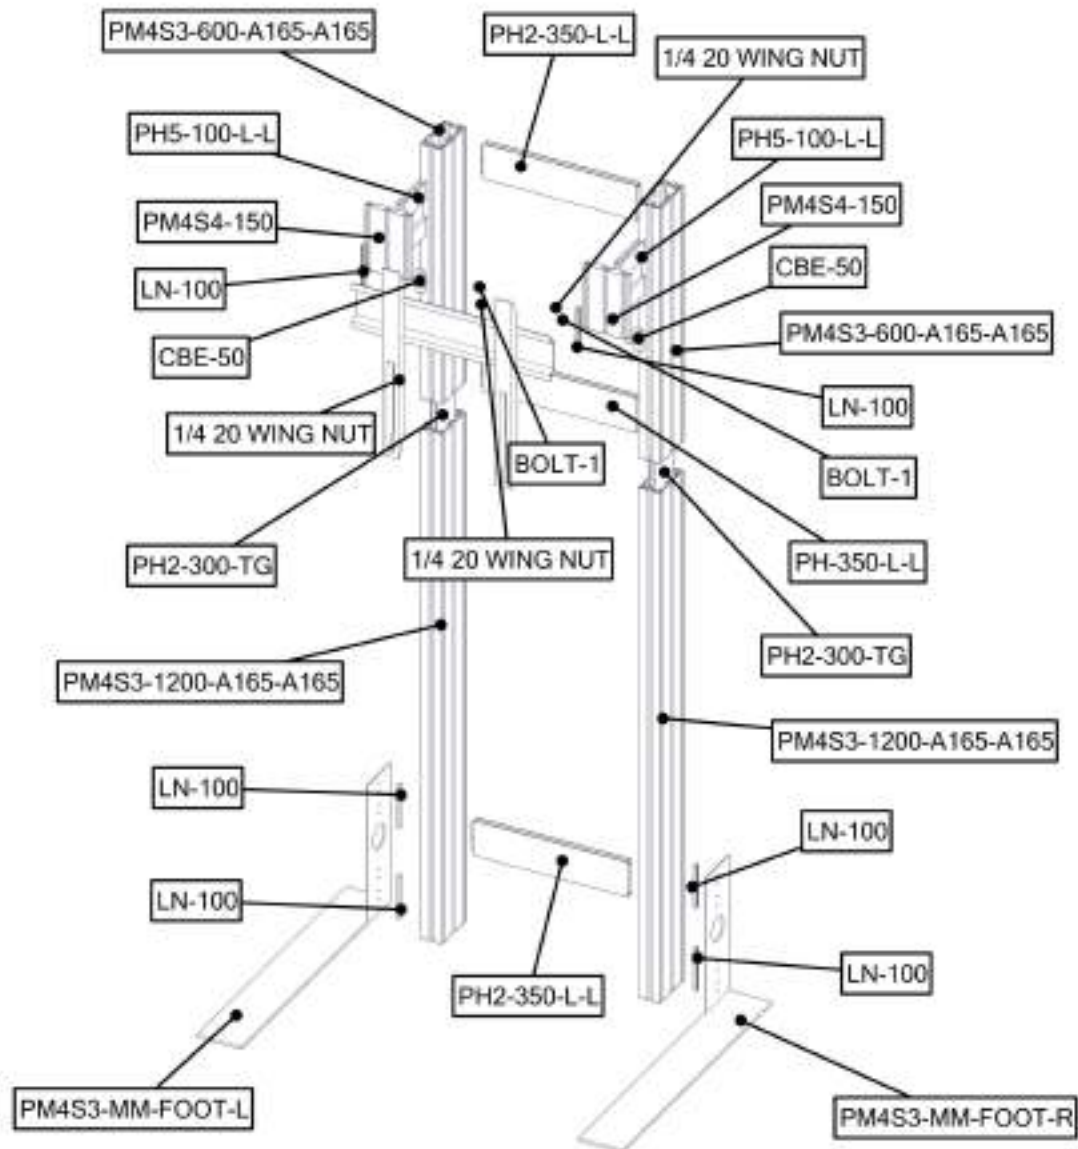 PM4S3-600-A165-A165
PH2-350-L-L
1/4 20 WING NUT
PH5-100-L-L
PH5-100-L-L
PM4S4-150
PM4S4-150
CBE-50
LN-100
PM4S3-600-A165-A165
CBE-50
LN-100
1/4 20 WING NUT
BOLT-1
BOLT-1
PH2-300-TG
1/4 20 WING NUT
PH-350-L-L
PH2-300-TG
PM4S3-1200-A165-A165
PM4S3-1200-A165-A165
LN-100
LN-100
LN-100
LN-100
PH2-350-L-L
PM4S3-MM-FOOT-L
PM4S3-MM-FOOT-R